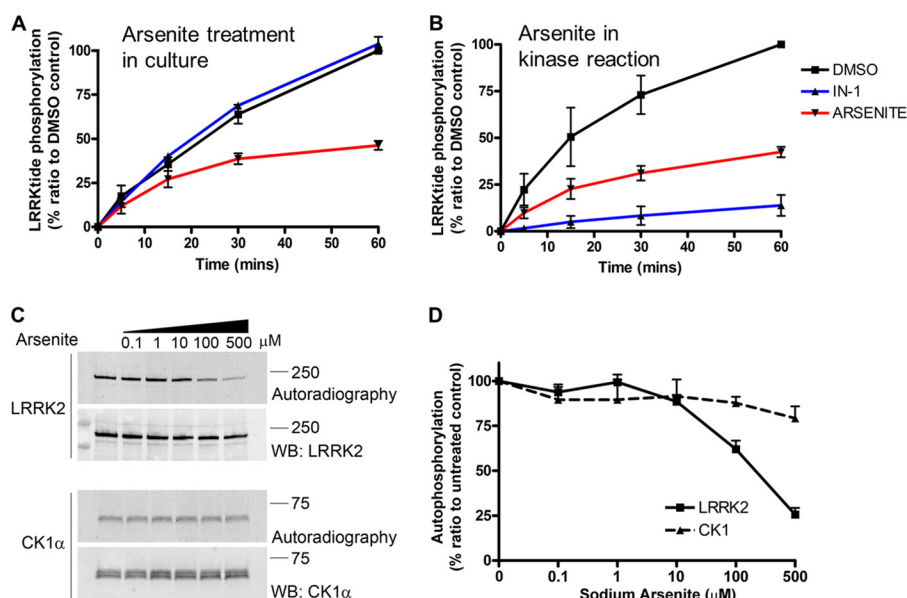 A
Arsenite treatment
in culture
LRRKtide phosphorylation
(% ratio to DMSO control)
100
75
50
25
0
0 10 20 30 40 50 60
Time (mins)
B
Arsenite in
kinase reaction
LRRKtide phosphorylation
(% ratio to DMSO control)
100
75
50
25
0
0 10 20 30 40 50 60
Time (mins)
DMSO
IN-1
ARSENITE
C
Arsenite 0.1 1 10 100 500 μM
LRRK2
250
Autoradiography
250
WB: LRRK2
CK1α
75
Autoradiography
75
WB: CK1α
D
Autophosphorylation
(% ratio to untreated control)
100
75
50
25
0
LRRK2
CK1
0 0.1 1 10 100 500
Sodium Arsenite (μM)